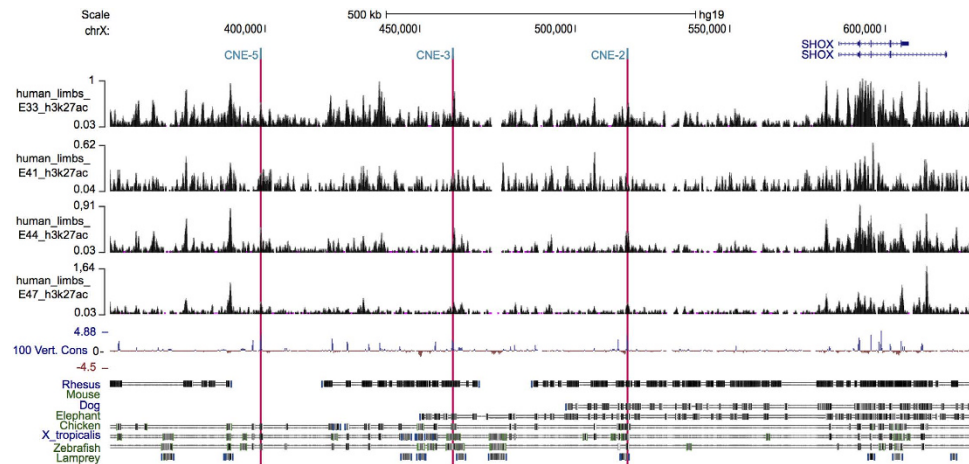 Scale 500 kb hg19
chrX: 400,000 450,000 500,000 550,000 600,000
SHOX
SHOX
CNE-5 CNE-3 CNE-2
1
human_limbs_
E33_h3k27ac
0.03
0.62
human_limbs_
E41_h3k27ac
0.04
0,91
human_limbs_
E44_h3k27ac
0.03
1,64
human_limbs_
E47_h3k27ac
0.03
4.88
100 Vert. Cons 0
-4.5
Rhesus
Mouse
Dog
Elephant
Chicken
X_tropicalis
Zebrafish
Lamprey